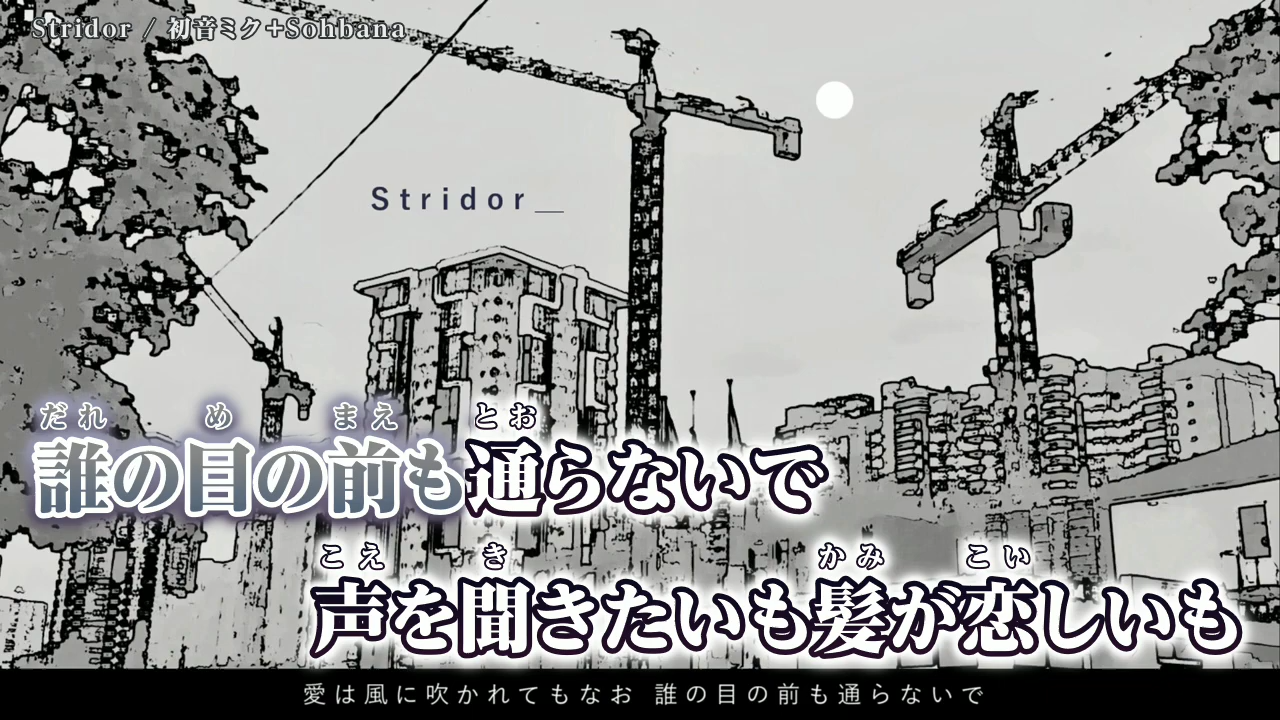 Stridor / 初音ミク+Sohbana
Stridor_
だれ め まえ とお
誰の目の前も通らないで
こえ き かみ こい
声を聞きたいも髪が恋しいも
愛は風に吹かれてもなお 誰の目の前も通らないで